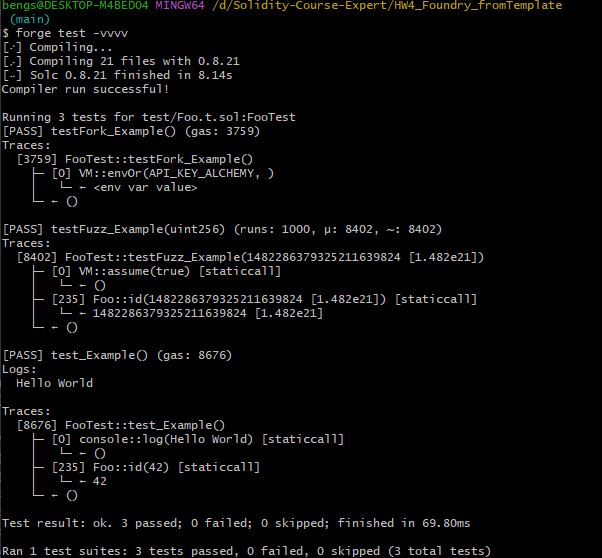 bengs@DESKTOP-M4BEDO4 MINGW64 /d/Solidity-Course-Expert/HW4_Foundry_fromTemplate
(main)
$ forge test -vvvv
[⠊] Compiling...
[⠢] Compiling 21 files with 0.8.21
[⠒] Solc 0.8.21 finished in 8.14s
Compiler run successful!

Running 3 tests for test/Foo.t.sol:FooTest
[PASS] testFork_Example() (gas: 3759)
Traces:
  [3759] FooTest::testFork_Example()
    ├─ [0] VM::envOr(API_KEY_ALCHEMY, )
    │   └─ ← <env var value>
    └─ ← ()

[PASS] testFuzz_Example(uint256) (runs: 1000, μ: 8402, ~: 8402)
Traces:
  [8402] FooTest::testFuzz_Example(1482286379325211639824 [1.482e21])
    ├─ [0] VM::assume(true) [staticcall]
    │   └─ ← ()
    ├─ [235] Foo::id(1482286379325211639824 [1.482e21]) [staticcall]
    │   └─ ← 1482286379325211639824 [1.482e21]
    └─ ← ()

[PASS] test_Example() (gas: 8676)
Logs:
  Hello World

Traces:
  [8676] FooTest::test_Example()
    ├─ [0] console::log(Hello World) [staticcall]
    │   └─ ← ()
    ├─ [235] Foo::id(42) [staticcall]
    │   └─ ← 42
    └─ ← ()

Test result: ok. 3 passed; 0 failed; 0 skipped; finished in 69.80ms

Ran 1 test suites: 3 tests passed, 0 failed, 0 skipped (3 total tests)